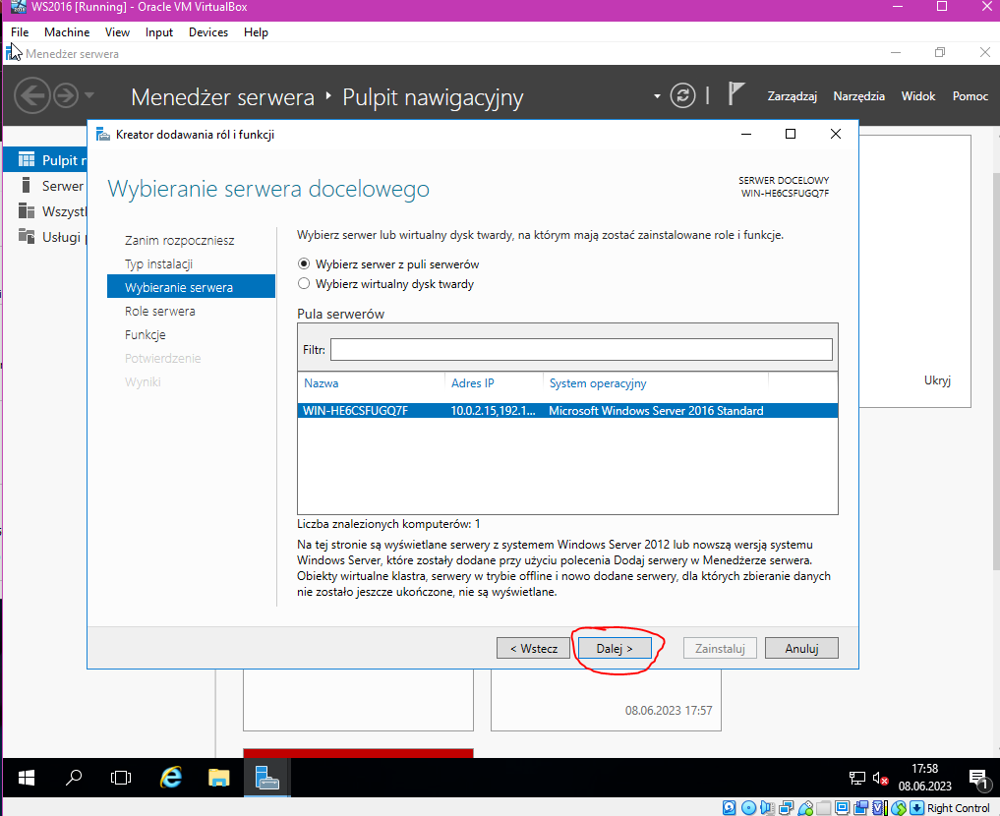 WS2016 [Running] - Oracle VM VirtualBox
File Machine View Input Devices Help
Menedżer serwera
Menedżer serwera Pulpit nawigacyjny
Zarządzaj Narzędzia Widok Pomoc
Pulpit
Serwer
Wszystk
Usługi
Kreator dodawania ról i funkcji
Wybieranie serwera docelowego
SERWER DOCELOWY
WIN-HE6CSFUGQ7F
Zanim rozpoczniesz
Typ instalacji
Wybieranie serwera
Role serwera
Funkcje
Potwierdzenie
Wyniki
Wybierz serwer lub wirtualny dysk twardy, na którym mają zostać zainstalowane role i funkcje.
Wybierz serwer z puli serwerów
Wybierz wirtualny dysk twardy
Pula serwerów
Filtr:
Nazwa Adres IP System operacyjny
WIN-HE6CSFUGQ7F 10.0.2.15,192.1... Microsoft Windows Server 2016 Standard
Liczba znalezionych komputerów: 1
Na tej stronie są wyświetlane serwery z systemem Windows Server 2012 lub nowszą wersją systemu
Windows Server, które zostały dodane przy użyciu polecenia Dodaj serwery w Menedżerze serwera.
Obiekty wirtualne klastra, serwery w trybie offline i nowo dodane serwery, dla których zbieranie danych
nie zostało jeszcze ukończone, nie są wyświetlane.
< Wstecz Dalej > Zainstaluj Anuluj
Ukryj
08.06.2023 17:57
17:58
08.06.2023
1
Right Control